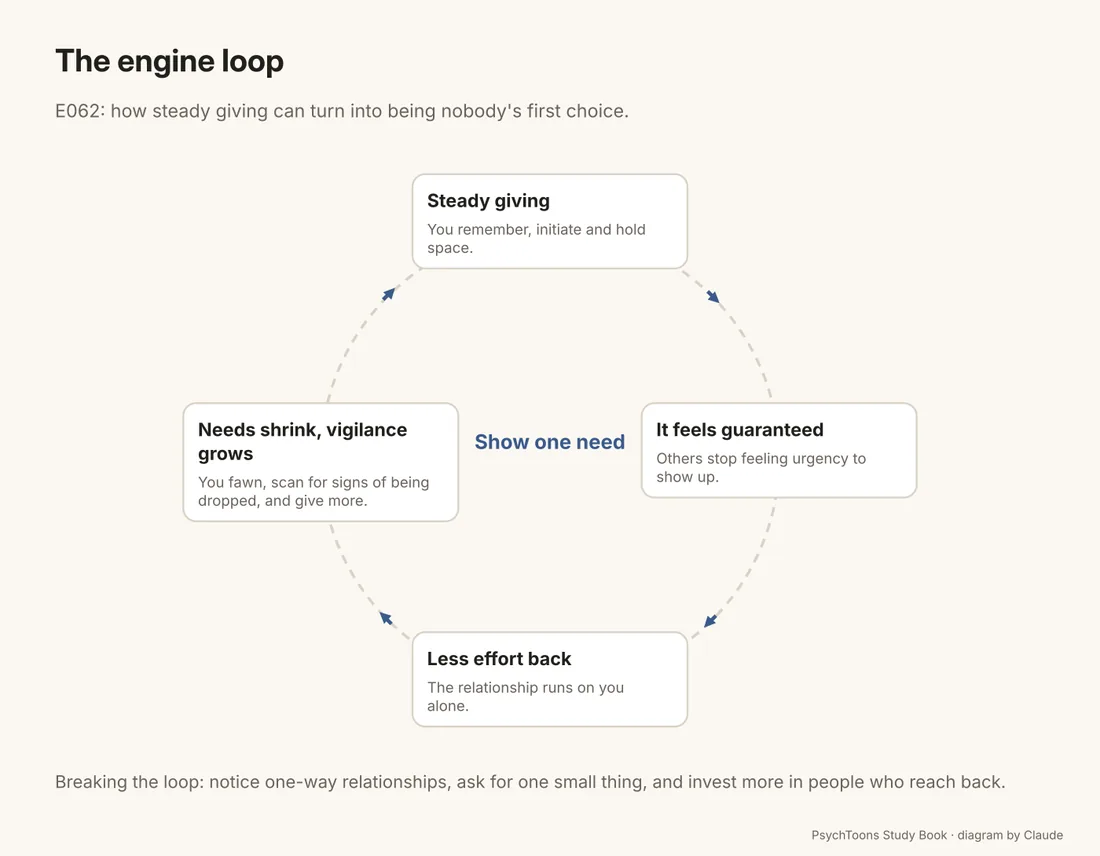 The engine loop
E062: how steady giving can turn into being nobody's first choice.
Steady giving
You remember, initiate and hold
space.
Needs shrink, vigilance
grows
You fawn, scan for signs of being
dropped, and give more.
Show one need
It feels guaranteed
Others stop feeling urgency to
show up.
Less effort back
The relationship runs on you
alone.
Breaking the loop: notice one-way relationships, ask for one small thing, and invest more in people who reach back.
PsychToons Study Book · diagram by Claude